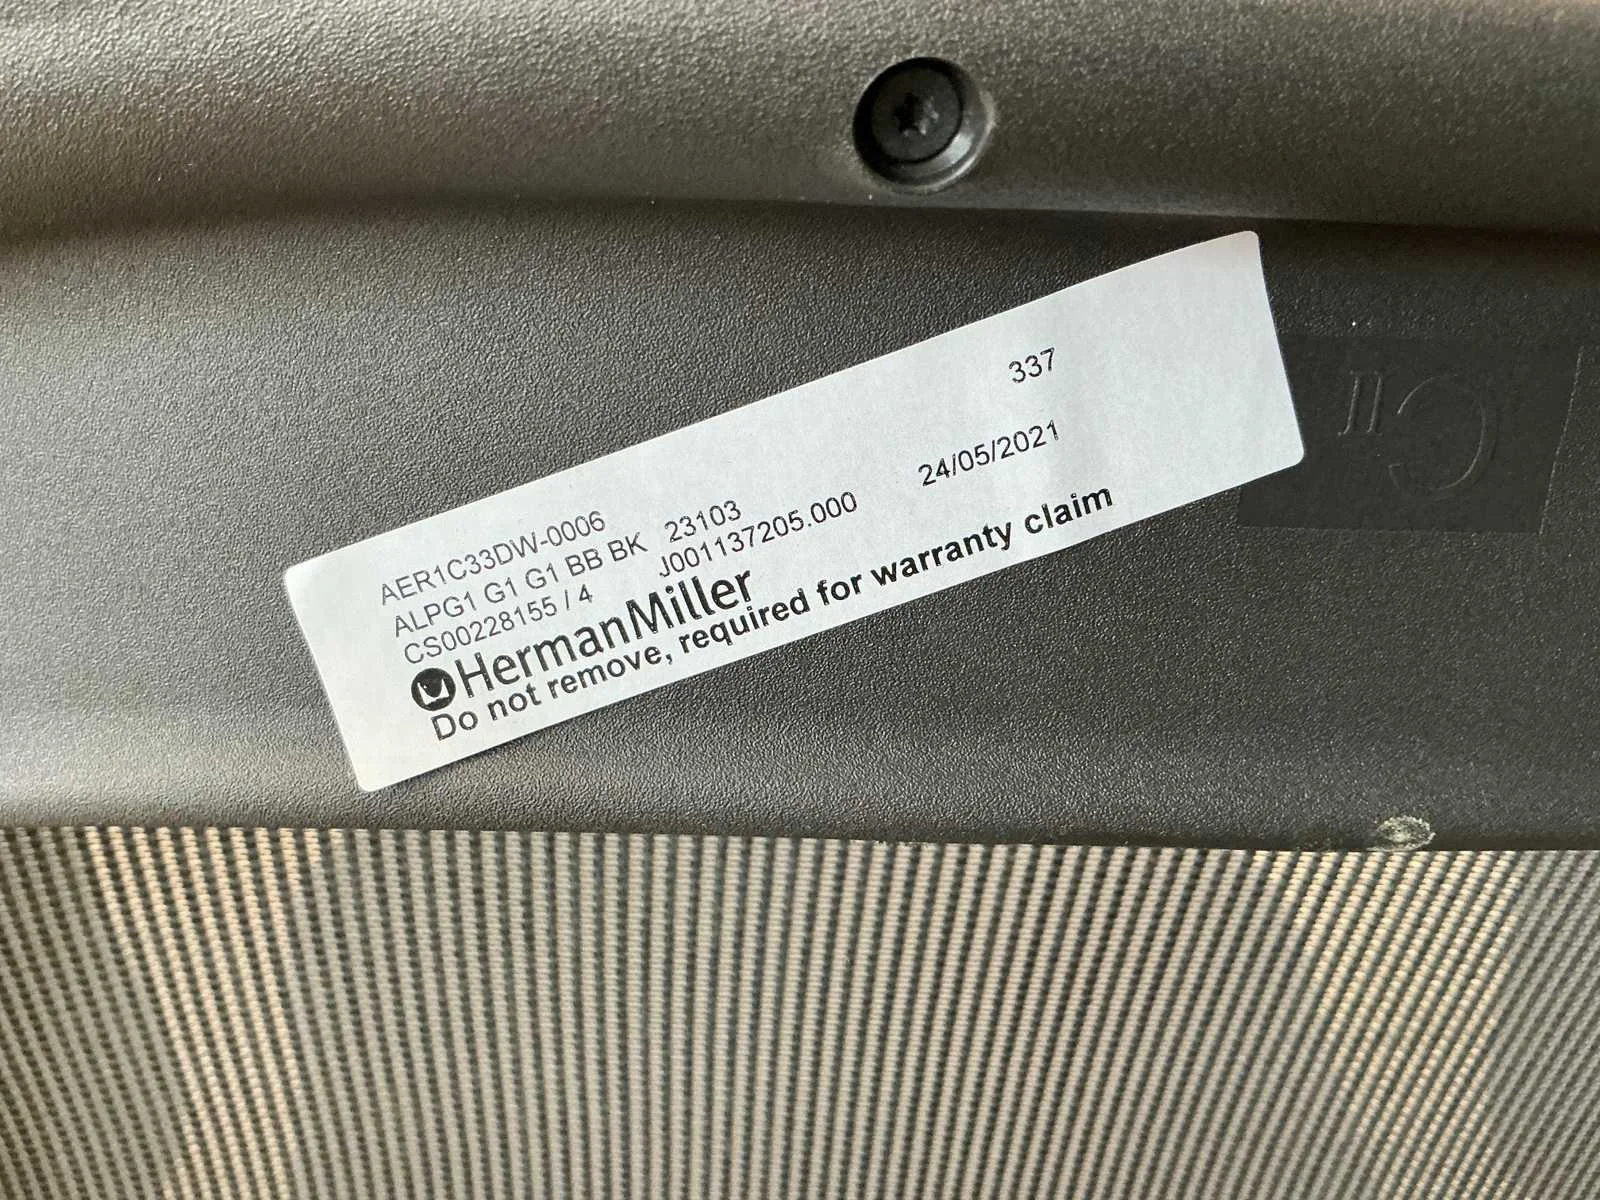 337
AER1C33DW-0006
ALPG1 G1 G1 BB BK 23103
CS00228155 / 4 J001137205.000 24/05/2021
HermanMiller
Do not remove, required for warranty claim
C II